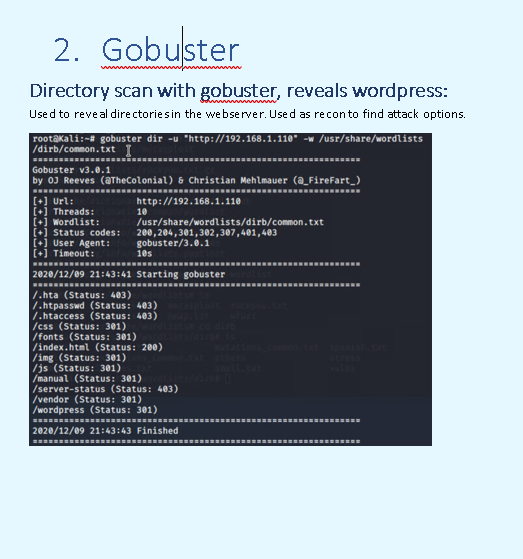 2. Gobuster
Directory scan with gobuster, reveals wordpress:
Used to reveal directories in the webserver. Used as recon to find attack options.
root@Kali:~# gobuster dir -u "http://192.168.1.110" -w /usr/share/wordlists
/dirb/common.txt
===============================================================
Gobuster v3.0.1
by OJ Reeves (@TheColonial) & Christian Mehlmauer (@_FireFart_)
===============================================================
[+] Url:            http://192.168.1.110
[+] Threads:        10
[+] Wordlist:       /usr/share/wordlists/dirb/common.txt
[+] Status codes:   200,204,301,302,307,401,403
[+] User Agent:     gobuster/3.0.1
[+] Timeout:        10s
===============================================================
2020/12/09 21:43:41 Starting gobuster
===============================================================
/.hta (Status: 403)
/.htpasswd (Status: 403)
/.htaccess (Status: 403)
/css (Status: 301)
/fonts (Status: 301)
/index.html (Status: 200)
/img (Status: 301)
/js (Status: 301)
/manual (Status: 301)
/server-status (Status: 403)
/vendor (Status: 301)
/wordpress (Status: 301)
===============================================================
2020/12/09 21:43:43 Finished
===============================================================